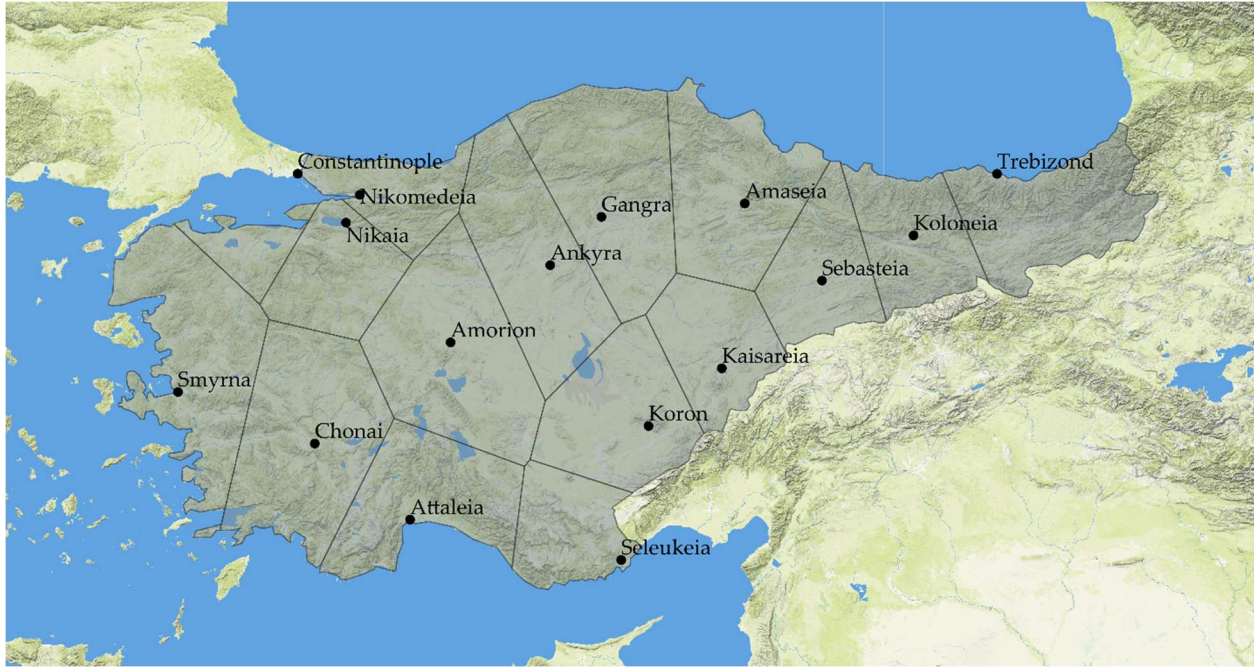 Constantinople
Trebizond
Nikomedeia
Amaseia
Gangra
Koloneia
Nikaia
Ankyra
Sebasteia
Amorion
Kaisareia
Smyrna
Koron
Chonai
Attaleia
Seleukeia